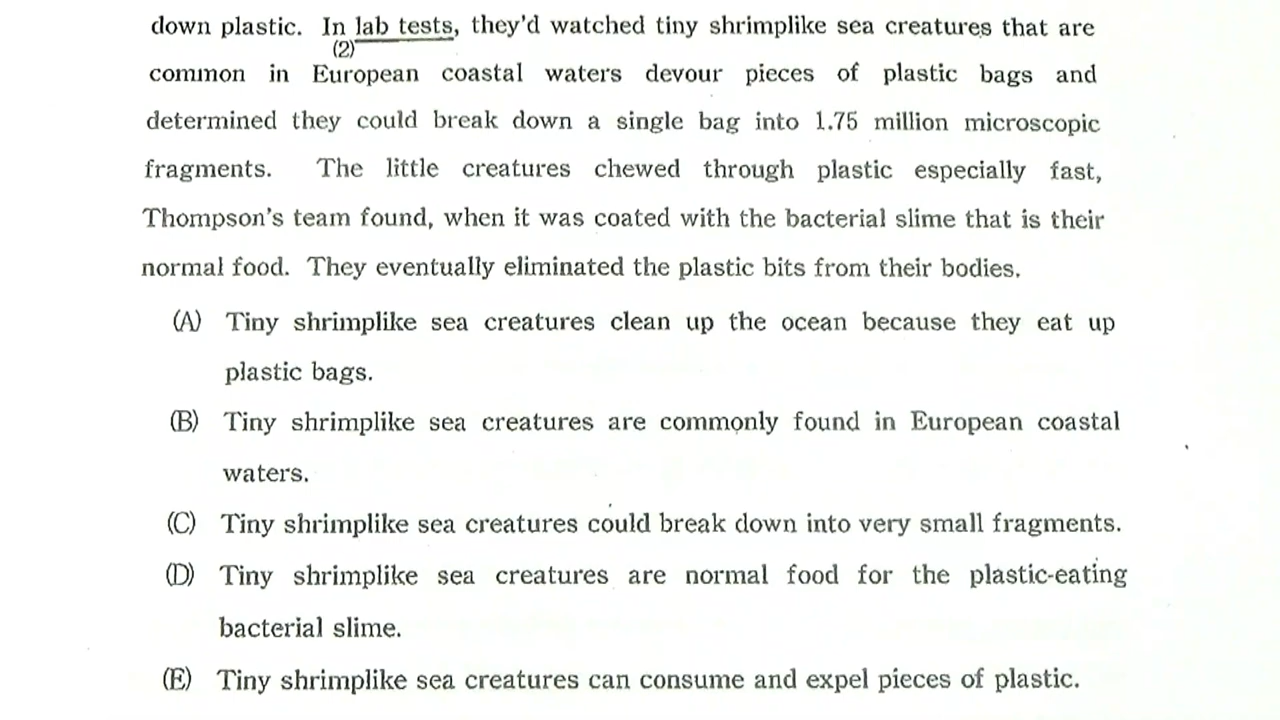 down plastic. In lab tests, they'd watched tiny shrimplike sea creatures that are
(2)
common in European coastal waters devour pieces of plastic bags and
determined they could break down a single bag into 1.75 million microscopic
fragments. The little creatures chewed through plastic especially fast,
Thompson's team found, when it was coated with the bacterial slime that is their
normal food. They eventually eliminated the plastic bits from their bodies.
(A) Tiny shrimplike sea creatures clean up the ocean because they eat up
plastic bags.
(B) Tiny shrimplike sea creatures are commonly found in European coastal
waters.
(C) Tiny shrimplike sea creatures could break down into very small fragments.
(D) Tiny shrimplike sea creatures are normal food for the plastic-eating
bacterial slime.
(E) Tiny shrimplike sea creatures can consume and expel pieces of plastic.